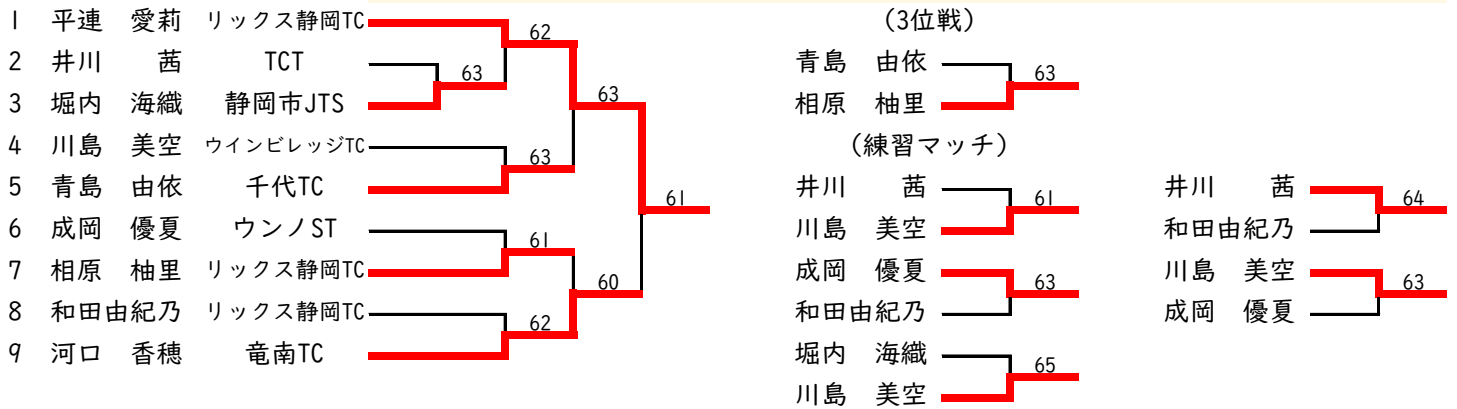 1 平連 愛莉 リックス静岡TC
2 井川 茜 TCT
3 堀内 海織 静岡市JTS
4 川島 美空 ウインビレッジTC
5 青島 由依 千代TC
6 成岡 優夏 ウンノST
7 相原 柚里 リックス静岡TC
8 和田由紀乃 リックス静岡TC
9 河口 香穂 竜南TC
62
63
63
63
61
61
60
62
(3位戦)
青島 由依
63
相原 柚里
(練習マッチ)
井川 茜
61
川島 美空
成岡 優夏
63
和田由紀乃
堀内 海織
65
川島 美空
井川 茜
64
和田由紀乃
川島 美空
63
成岡 優夏